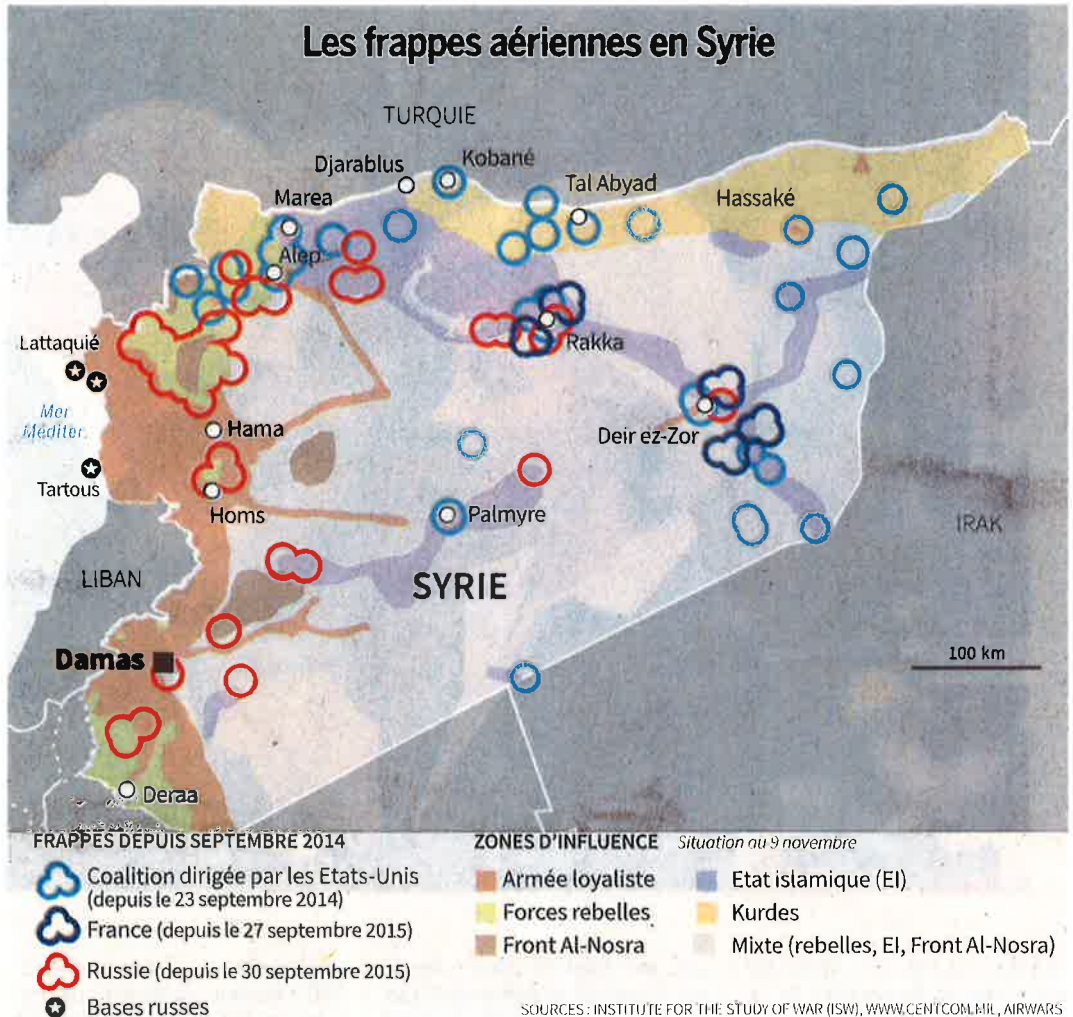 Les frappes aériennes en Syrie
TURQUIE
Djarablus
Kobané
Marea
Tal Abyad
Hassaké
Alep
Lattaquié
Rakka
Mer
Méditer.
Hama
Deir ez-Zor
Tartous
Homs
Palmyre
IRAK
LIBAN
SYRIE
Damas
100 km
Deraa
FRAPPES DEPUIS SEPTEMBRE 2014
Coalition dirigée par les Etats-Unis
(depuis le 23 septembre 2014)
France (depuis le 27 septembre 2015)
Russie (depuis le 30 septembre 2015)
Bases russes
ZONES D'INFLUENCE Situation au 9 novembre
Armée loyaliste
Forces rebelles
Front Al-Nosra
Etat islamique (EI)
Kurdes
Mixte (rebelles, EI, Front Al-Nosra)
SOURCES : INSTITUTE FOR THE STUDY OF WAR (ISW), WWW.CENTCOM.MIL, AIRWARS